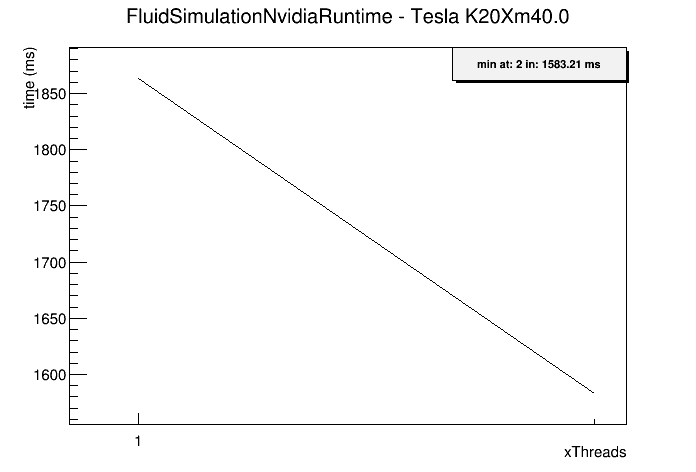 FluidSimulationNvidiaRuntime - Tesla K20Xm40.0
time (ms)
min at: 2 in: 1583.21 ms
1850
1800
1750
1700
1650
1600
1
xThreads